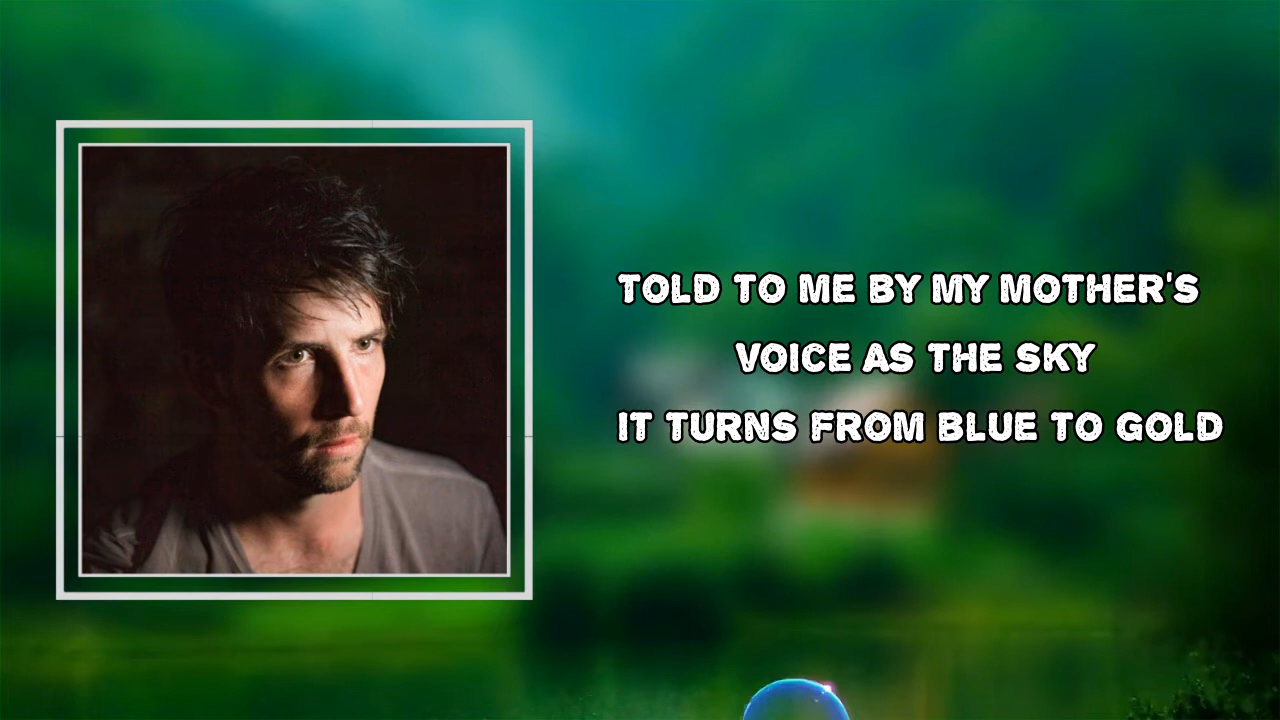 TOLD TO ME BY MY MOTHER'S
VOICE AS THE SKY
IT TURNS FROM BLUE TO GOLD